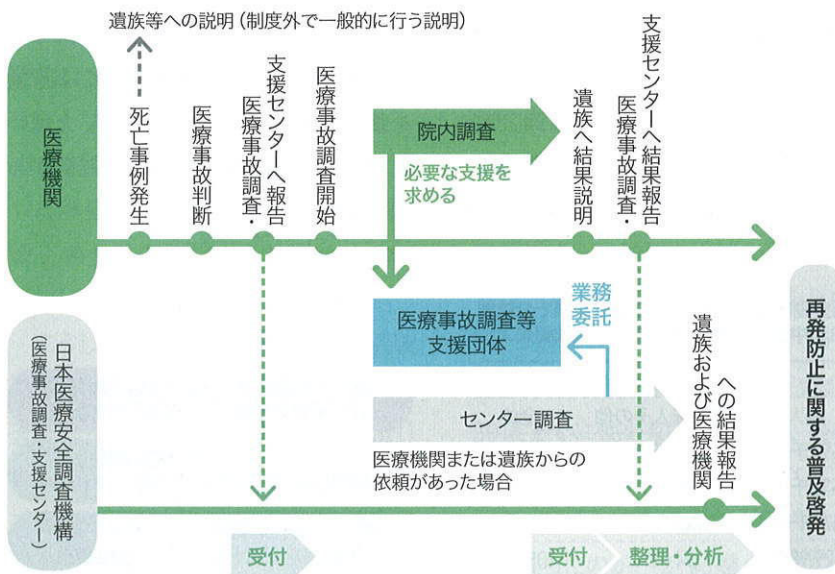 遺族等への説明（制度外で一般的に行う説明）
医療機関
死亡事例発生
医療事故判断
医療事故調査・
支援センターへ報告
医療事故調査開始
院内調査
必要な支援を
求める
遺族へ結果説明
医療事故調査・
支援センターへ結果報告
医療事故調査等
支援団体
業務
委託
センター調査
医療機関または遺族からの
依頼があった場合
遺族および医療機関
への結果報告
日本医療安全調査機構
（医療事故調査・支援センター）
受付
受付
整理・分析
再発防止に関する普及啓発